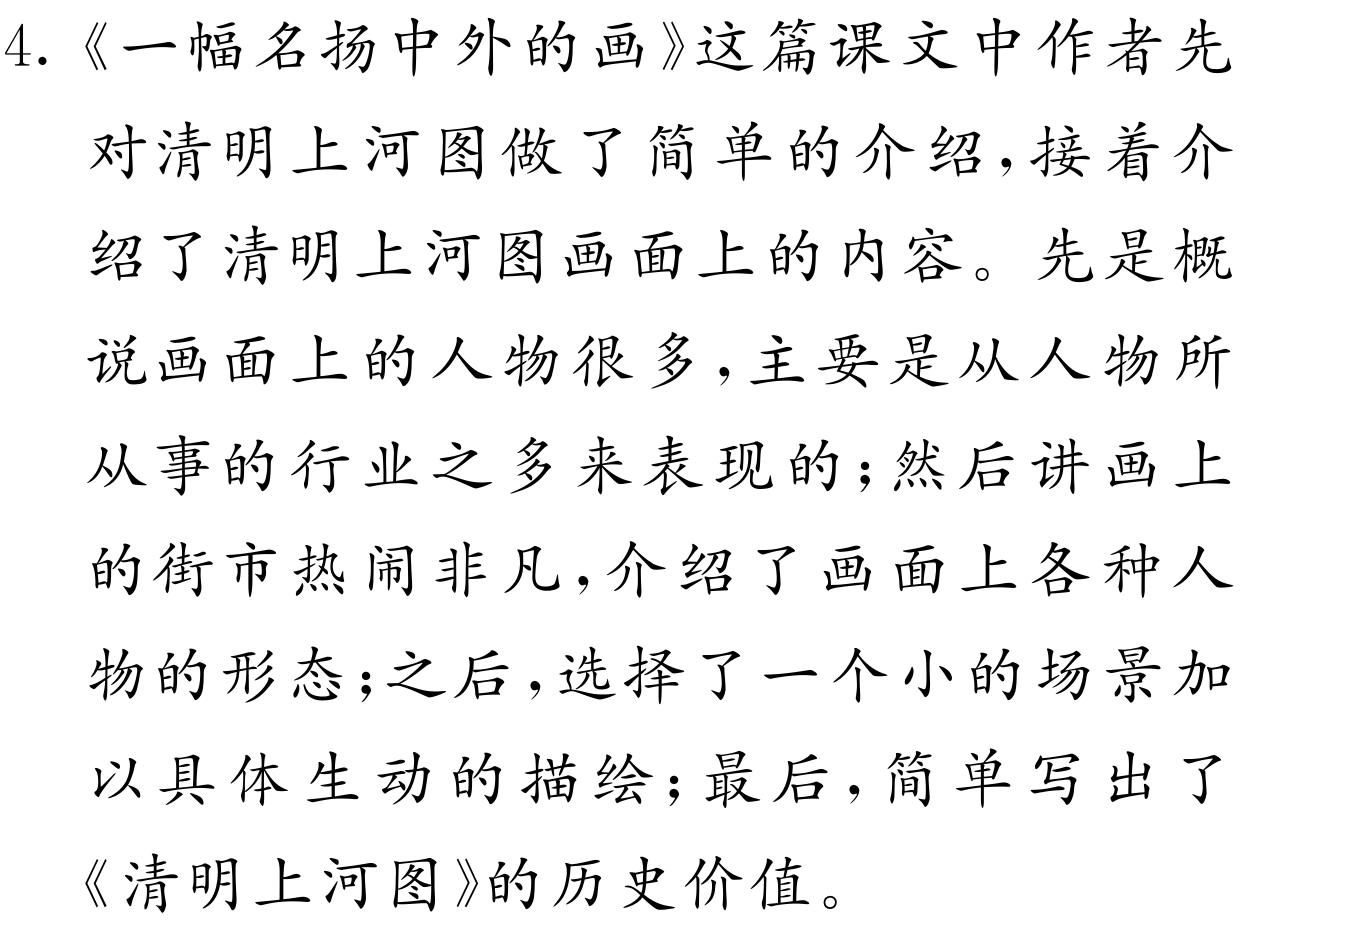 4.《一幅名扬中外的画》这篇课文中作者先
对清明上河图做了简单的介绍,接着介
绍了清明上河图画面上的内容。先是概
说画面上的人物很多,主要是从人物所
从事的行业之多来表现的;然后讲画上
的街市热闹非凡,介绍了画面上各种人
物的形态;之后,选择了一个小的场景加
以具体生动的描绘;最后,简单写出了
《清明上河图》的历史价值。